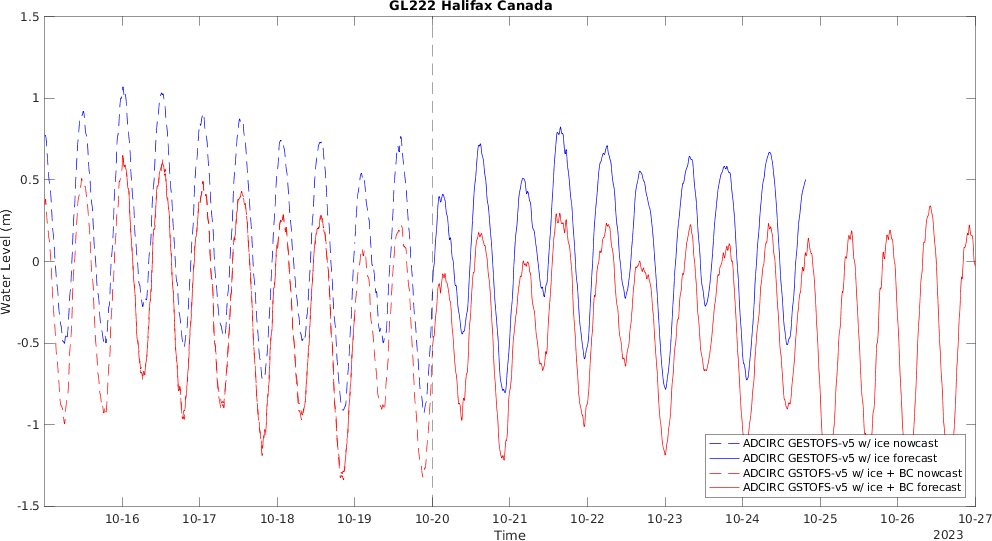 GL222 Halifax Canada
1.5
1
0.5
0
-0.5
-1
-1.5
Water Level (m)
ADCIRC GESTOFS-v5 w/ ice nowcast
ADCIRC GESTOFS-v5 w/ ice forecast
ADCIRC GSTOFS-v5 w/ ice + BC nowcast
ADCIRC GSTOFS-v5 w/ ice + BC forecast
10-16 10-17 10-18 10-19 10-20 10-21 10-22 10-23 10-24 10-25 10-26 10-27
Time
2023